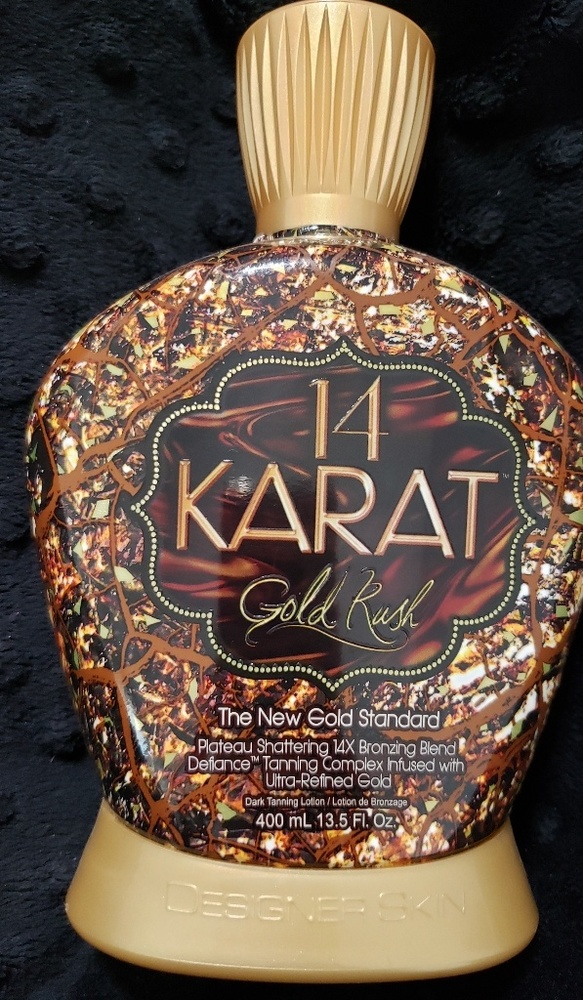 14
KARAT™
Gold Rush
The New Gold Standard
Plateau Shattering 14X Bronzing Blend
Defiance™ Tanning Complex Infused with
Ultra-Refined Gold
Dark Tanning Lotion / Lotion de Bronzage
400 mL 13.5 Fl. Oz.
DESIGNER SKIN